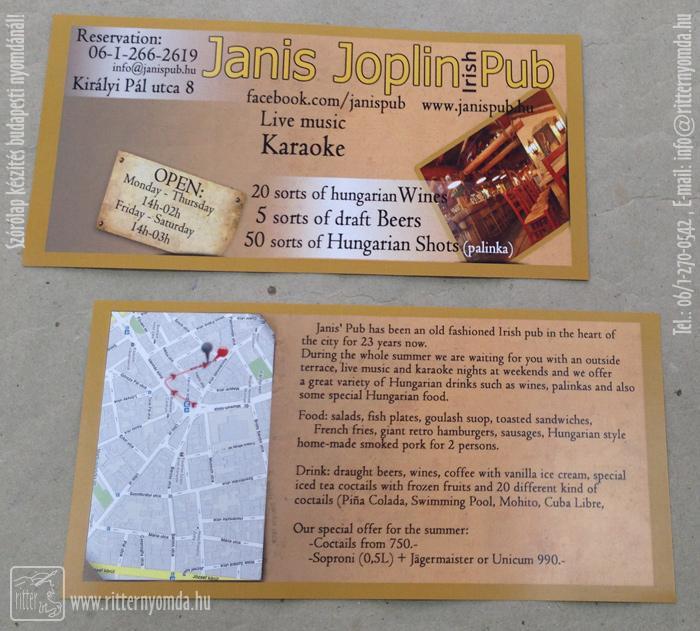 Reservation:
06-1-266-2619
info@janispub.hu
Királyi Pál utca 8
Janis Joplin Irish Pub
facebook.com/janispub www.janispub.hu
Live music
Karaoke
OPEN:
Monday - Thursday
14h-02h
Friday - Saturday
14h-03h
20 sorts of hungarian Wines
5 sorts of draft Beers
50 sorts of Hungarian Shots (palinka)
Janis' Pub has been an old fashioned Irish pub in the heart of
the city for 23 years now.
During the whole summer we are waiting for you with an outside
terrace, live music and karaoke nights at weekends and we offer
a great variety of Hungarian drinks such as wines, palinkas and also
some special Hungarian food.
Food: salads, fish plates, goulash suop, toasted sandwiches,
French fries, giant retro hamburgers, sausages, Hungarian style
home-made smoked pork for 2 persons.
Drink: draught beers, wines, coffee with vanilla ice cream, special
iced tea coctails with frozen fruits and 20 different kind of
coctails (Piña Colada, Swimming Pool, Mohito, Cuba Libre,
Our special offer for the summer:
-Coctails from 750.-
-Soproni (0,5L) + Jägermaister or Unicum 990.-
József körút
Szórólap készítés budapesti nyomdánál!
Tel.: 06/1-270-0542 E-mail: info@ritternyomda.hu
ritter
www.ritternyomda.hu